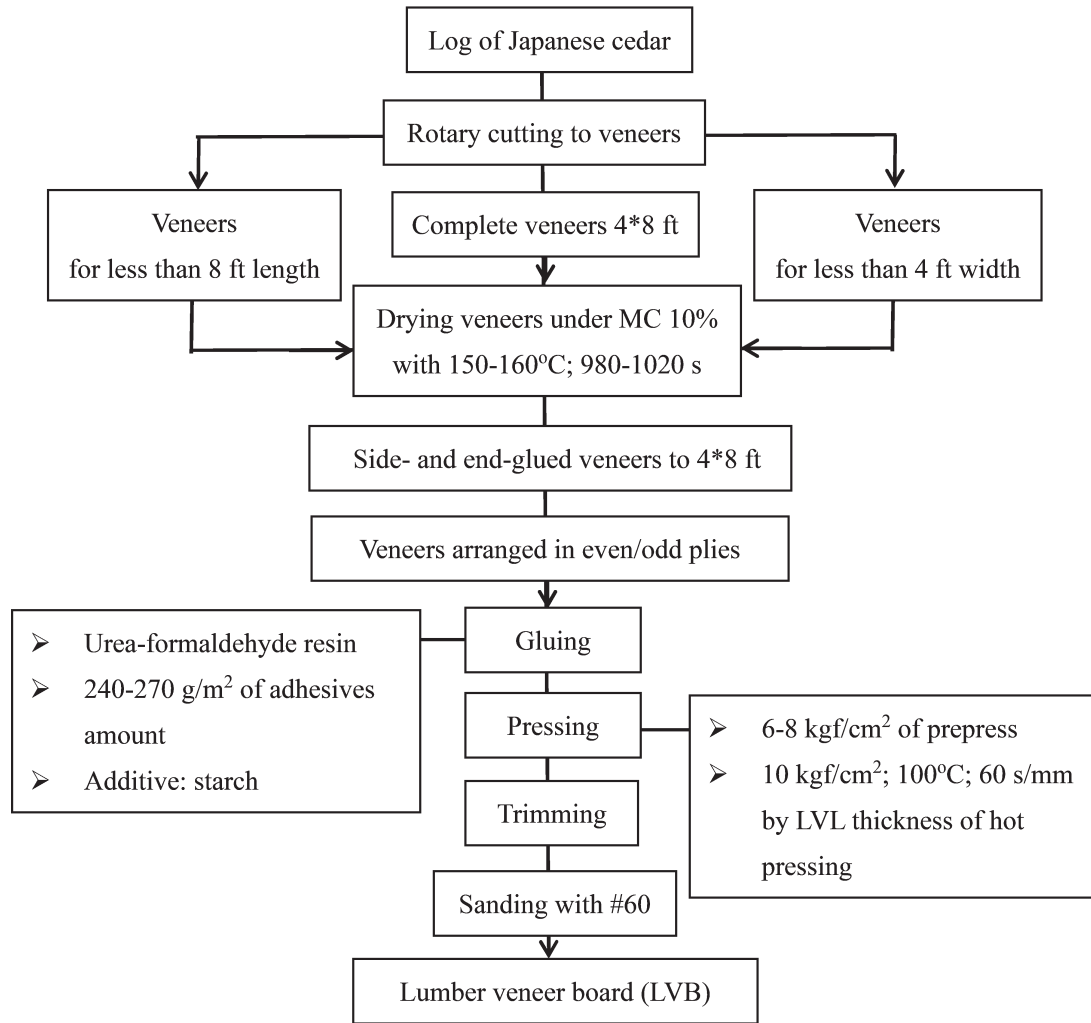 Log of Japanese cedar
Rotary cutting to veneers
Veneers
for less than 8 ft length
Complete veneers 4*8 ft
Veneers
for less than 4 ft width
Drying veneers under MC 10%
with 150-160ºC; 980-1020 s
Side- and end-glued veneers to 4*8 ft
Veneers arranged in even/odd plies
Gluing
➢ Urea-formaldehyde resin
➢ 240-270 g/m² of adhesives
amount
➢ Additive: starch
Pressing
➢ 6-8 kgf/cm² of prepress
➢ 10 kgf/cm²; 100ºC; 60 s/mm
by LVL thickness of hot
pressing
Trimming
Sanding with #60
Lumber veneer board (LVB)